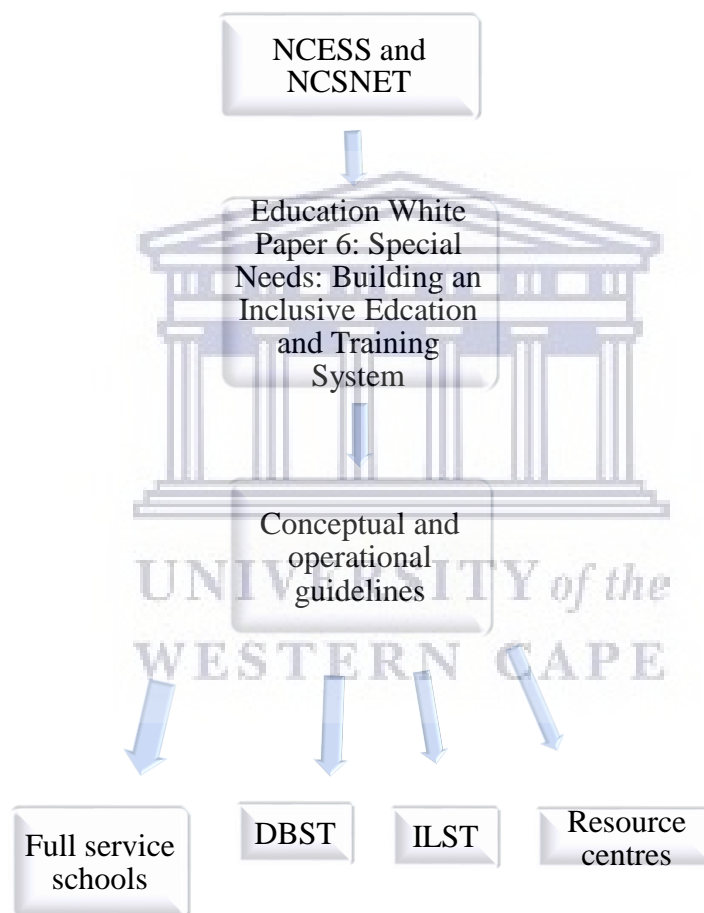 NCESS and
NCSNET
Education White
Paper 6: Special
Needs: Building an
Inclusive Edcation
and Training
System
Conceptual and
operational
guidelines
UNIVERSITY of the
WESTERN CAPE
Full service
schools
DBST
ILST
Resource
centres